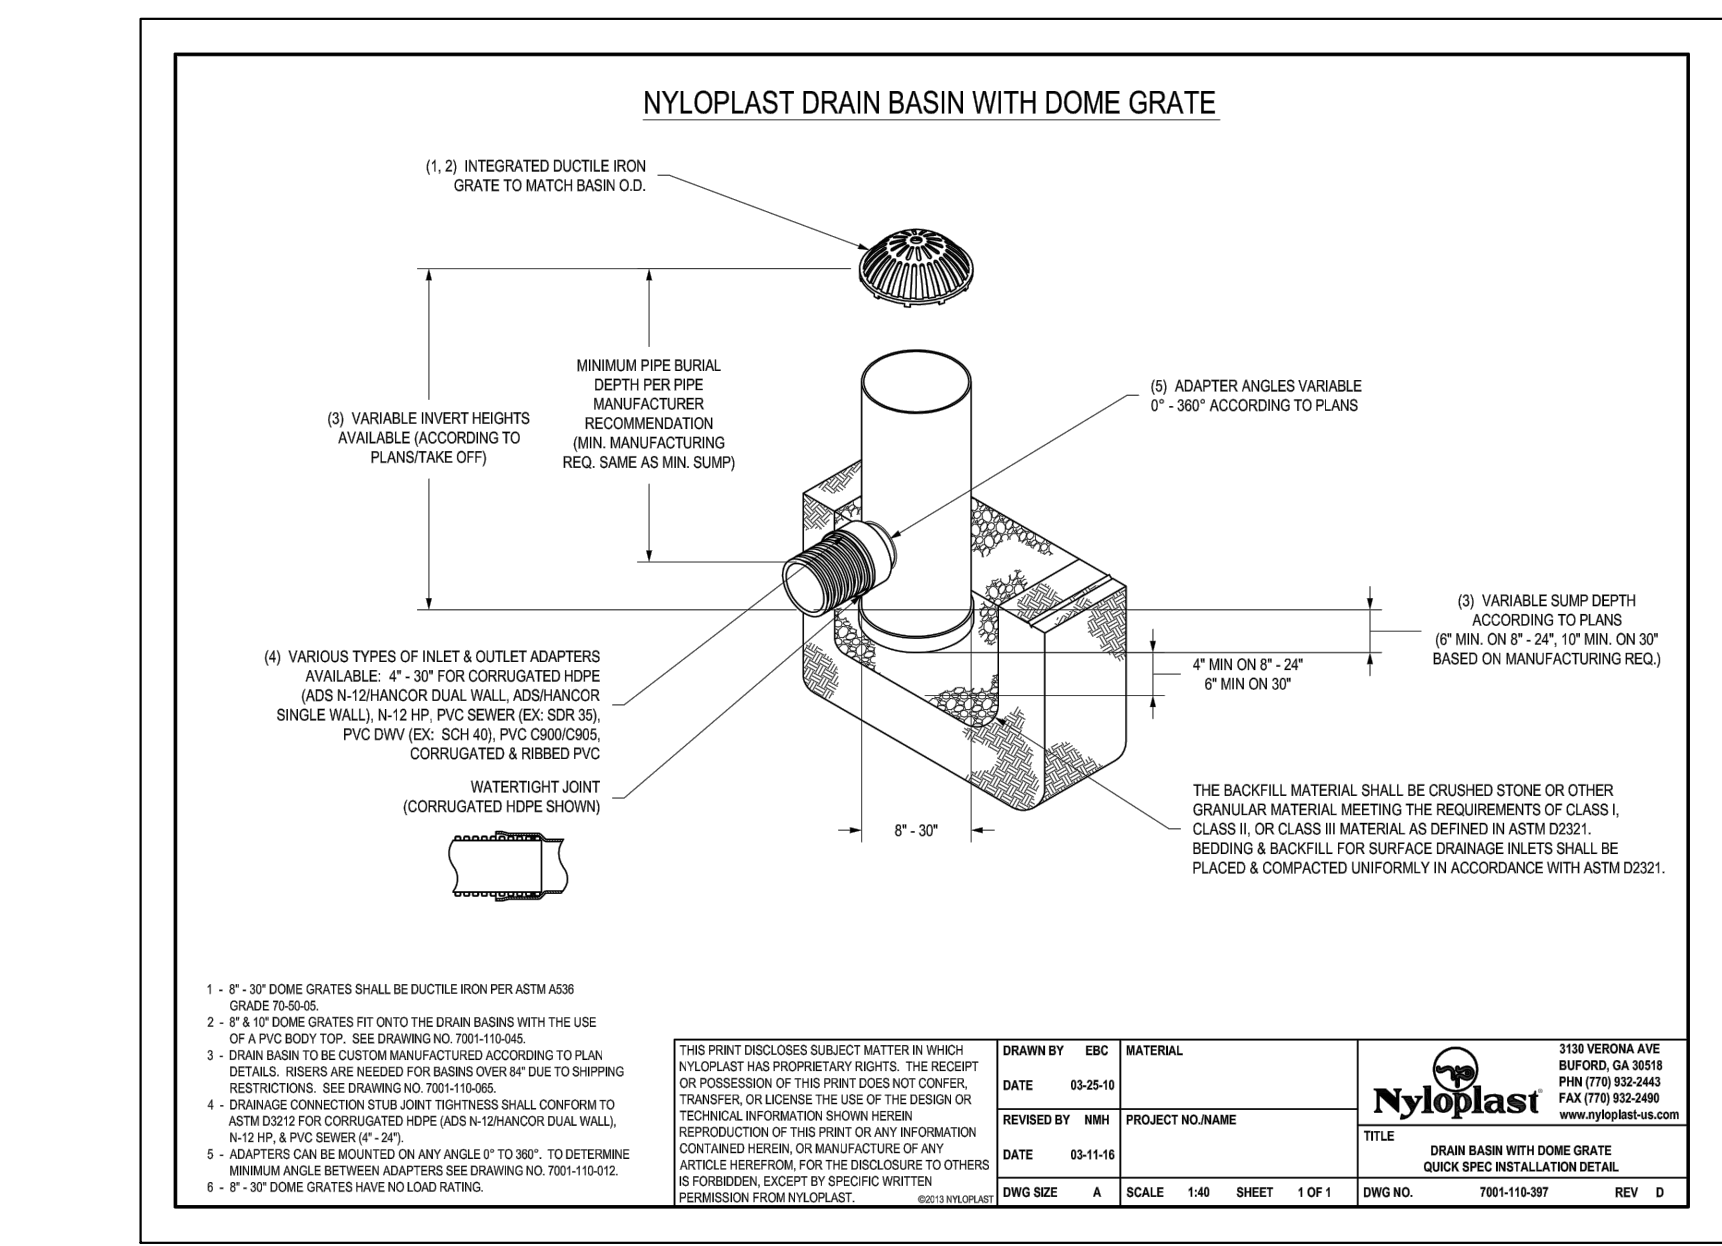 NYLOPLAST DRAIN BASIN WITH DOME GRATE
(1, 2) INTEGRATED DUCTILE IRON
GRATE TO MATCH BASIN O.D.
MINIMUM PIPE BURIAL
DEPTH PER PIPE
MANUFACTURER
RECOMMENDATION
(MIN. MANUFACTURING
REQ. SAME AS MIN. SUMP)
(3) VARIABLE INVERT HEIGHTS
AVAILABLE (ACCORDING TO
PLANS/TAKE OFF)
(5) ADAPTER ANGLES VARIABLE
0° - 360° ACCORDING TO PLANS
(3) VARIABLE SUMP DEPTH
ACCORDING TO PLANS
(6" MIN. ON 8" - 24", 10" MIN. ON 30"
BASED ON MANUFACTURING REQ.)
4" MIN ON 8" - 24"
6" MIN ON 30"
(4) VARIOUS TYPES OF INLET & OUTLET ADAPTERS
AVAILABLE: 4" - 30" FOR CORRUGATED HDPE
(ADS N-12/HANCOR DUAL WALL, ADS/HANCOR
SINGLE WALL), N-12 HP, PVC SEWER (EX: SDR 35),
PVC DWV (EX: SCH 40), PVC C900/C905,
CORRUGATED & RIBBED PVC
WATERTIGHT JOINT
(CORRUGATED HDPE SHOWN)
8" - 30"
THE BACKFILL MATERIAL SHALL BE CRUSHED STONE OR OTHER
GRANULAR MATERIAL MEETING THE REQUIREMENTS OF CLASS I,
CLASS II, OR CLASS III MATERIAL AS DEFINED IN ASTM D2321.
BEDDING & BACKFILL FOR SURFACE DRAINAGE INLETS SHALL BE
PLACED & COMPACTED UNIFORMLY IN ACCORDANCE WITH ASTM D2321.
1 - 8" - 30" DOME GRATES SHALL BE DUCTILE IRON PER ASTM A536
GRADE 70-50-05.
2 - 8" & 10" DOME GRATES FIT ONTO THE DRAIN BASINS WITH THE USE
OF A PVC BODY TOP. SEE DRAWING NO. 7001-110-045.
3 - DRAIN BASIN TO BE CUSTOM MANUFACTURED ACCORDING TO PLAN
DETAILS. RISERS ARE NEEDED FOR BASINS OVER 84" DUE TO SHIPPING
RESTRICTIONS. SEE DRAWING NO. 7001-110-065.
4 - DRAINAGE CONNECTION STUB JOINT TIGHTNESS SHALL CONFORM TO
ASTM D3212 FOR CORRUGATED HDPE (ADS N-12/HANCOR DUAL WALL),
N-12 HP, & PVC SEWER (4" - 24").
5 - ADAPTERS CAN BE MOUNTED ON ANY ANGLE 0° TO 360°. TO DETERMINE
MINIMUM ANGLE BETWEEN ADAPTERS SEE DRAWING NO. 7001-110-012.
6 - 8" - 30" DOME GRATES HAVE NO LOAD RATING.
THIS PRINT DISCLOSES SUBJECT MATTER IN WHICH
NYLOPLAST HAS PROPRIETARY RIGHTS. THE RECEIPT
OR POSSESSION OF THIS PRINT DOES NOT CONFER,
TRANSFER, OR LICENSE THE USE OF THE DESIGN OR
TECHNICAL INFORMATION SHOWN HEREIN
REPRODUCTION OF THIS PRINT OR ANY INFORMATION
CONTAINED HEREIN, OR MANUFACTURE OF ANY
ARTICLE HEREFROM, FOR THE DISCLOSURE TO OTHERS
IS FORBIDDEN, EXCEPT BY SPECIFIC WRITTEN
PERMISSION FROM NYLOPLAST. ©2013 NYLOPLAST
DRAWN BY EBC
DATE 03-25-10
REVISED BY NMH
DATE 03-11-16
DWG SIZE A
MATERIAL
PROJECT NO./NAME
SCALE 1:40 SHEET 1 OF 1
Nyloplast®
3130 VERONA AVE
BUFORD, GA 30518
PHN (770) 932-2443
FAX (770) 932-2490
www.nyloplast-us.com
TITLE
DRAIN BASIN WITH DOME GRATE
QUICK SPEC INSTALLATION DETAIL
DWG NO. 7001-110-397 REV D